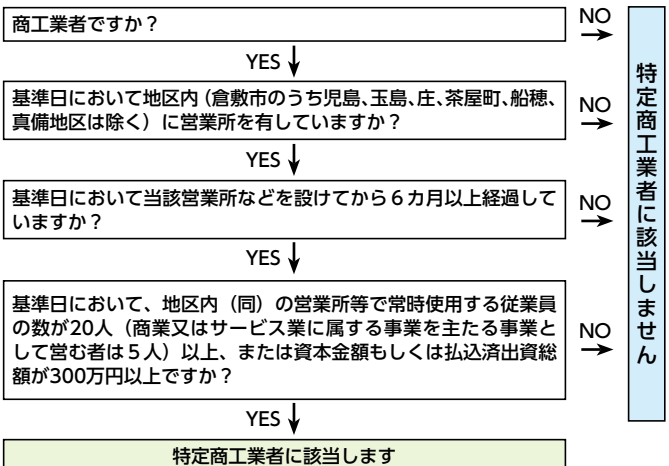 商工業者ですか？
NO
YES
基準日において地区内（倉敷市のうち児島、玉島、庄、茶屋町、船穂、
真備地区は除く）に営業所を有していますか？
NO
YES
基準日において当該営業所などを設けてから６カ月以上経過して
いますか？
NO
YES
基準日において、地区内（同）の営業所等で常時使用する従業員
の数が20人（商業又はサービス業に属する事業を主たる事業と
して営む者は５人）以上、または資本金額もしくは払込済出資総
額が300万円以上ですか？
NO
YES
特定商工業者に該当します
特定商工業者に該当しません